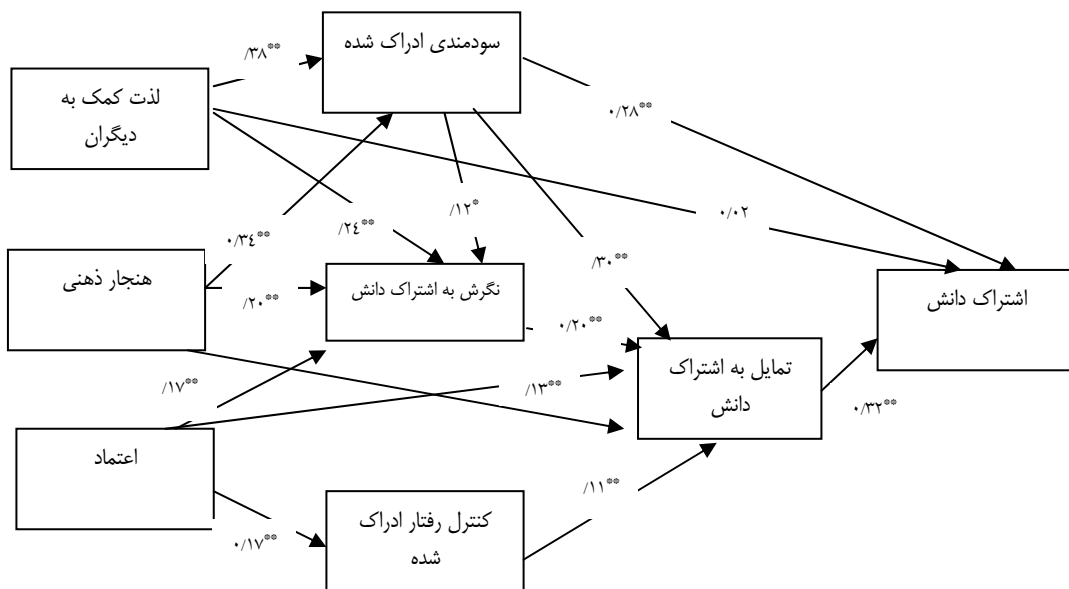 سودمندی ادراک شده
/۳۸**
لذت کمک به
دیگران
۰/۲۸**
/۱۲*
۰/۰۲
۰/۳٤**
/۲٤**
/۳۰**
هنجار ذهنی
نگرش به اشتراک دانش
اشتراک دانش
/۲۰**
۰/۲۰**
تمایل به اشتراک
دانش
/۱۷**
/۱۳**
۰/۳۲**
اعتماد
/۱۱**
کنترل رفتار ادراک
شده
۰/۱۷**